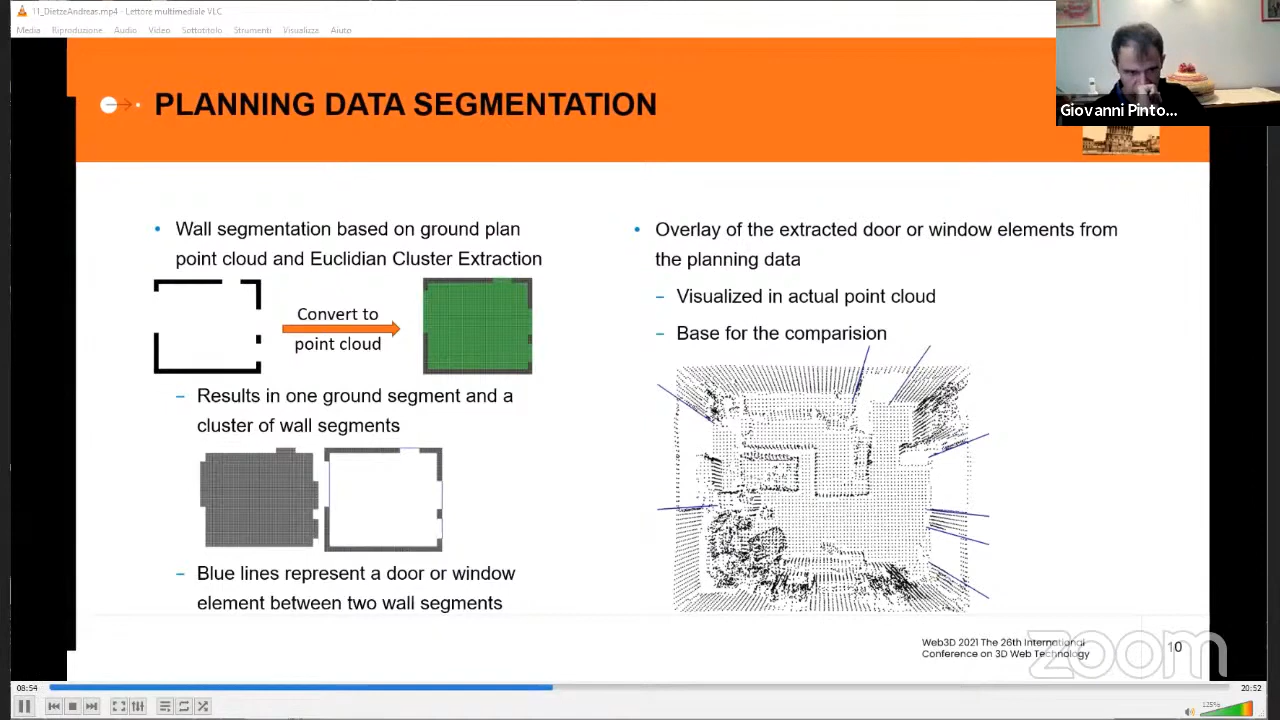 11_DietzeAndreas.mp4 - Lettore multimediale VLC
Media Riproduzione Audio Video Sottotitolo Strumenti Visualizza Aiuto
Giovanni Pinto...
PLANNING DATA SEGMENTATION
• Wall segmentation based on ground plan
point cloud and Euclidian Cluster Extraction
Convert to
point cloud
– Results in one ground segment and a
cluster of wall segments
– Blue lines represent a door or window
element between two wall segments
• Overlay of the extracted door or window elements from
the planning data
– Visualized in actual point cloud
– Base for the comparision
Web3D 2021 The 26th International
Conference on 3D Web Technology
10
zoom
08:54
20:52
125%